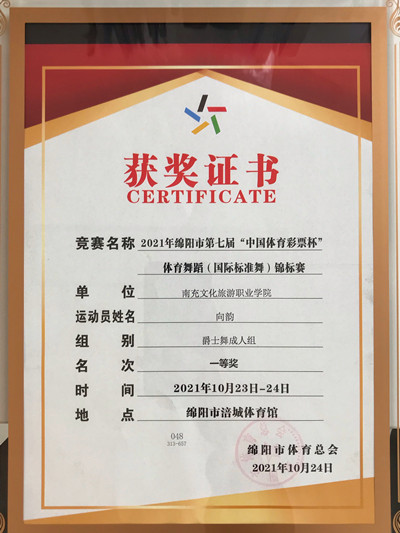 获奖证书
CERTIFICATE
竞赛名称 2021年绵阳市第七届“中国体育彩票杯”
体育舞蹈(国际标准舞)锦标赛
单位 南充文化旅游职业学院
运动员姓名 向韵
组别 爵士舞成人组
名次 一等奖
时间 2021年10月23日-24日
地点 绵阳市涪城体育馆
048
313-637
绵阳市体育总会
2021年10月24日